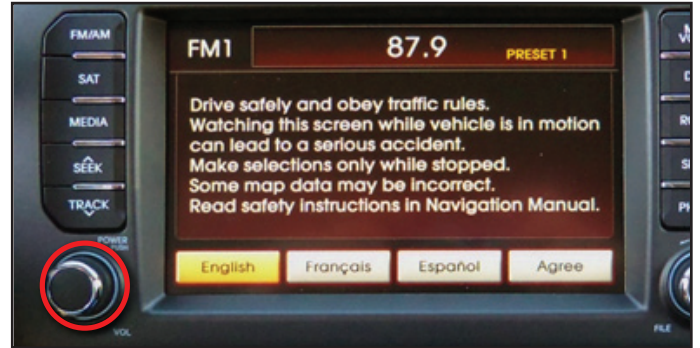 FM/AM
SAT
MEDIA
SEEK
TRACK
POWER
PUSH
VOL
FM1 87.9 PRESET 1
Drive safely and obey traffic rules.
Watching this screen while vehicle is in motion
can lead to a serious accident.
Make selections only while stopped.
Some map data may be incorrect.
Read safety instructions in Navigation Manual.
English Français Español Agree
FILE